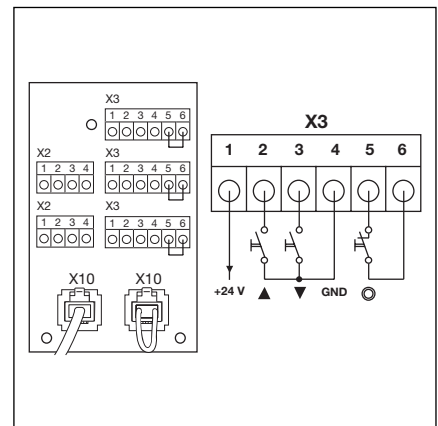 X3
1 2 3 4 5 6
X2
1 2 3 4
X3
1 2 3 4 5 6
X2
1 2 3 4
X3
1 2 3 4 5 6
X10 X10
X3
1 2 3 4 5 6
+24 V ▲ ▼ GND